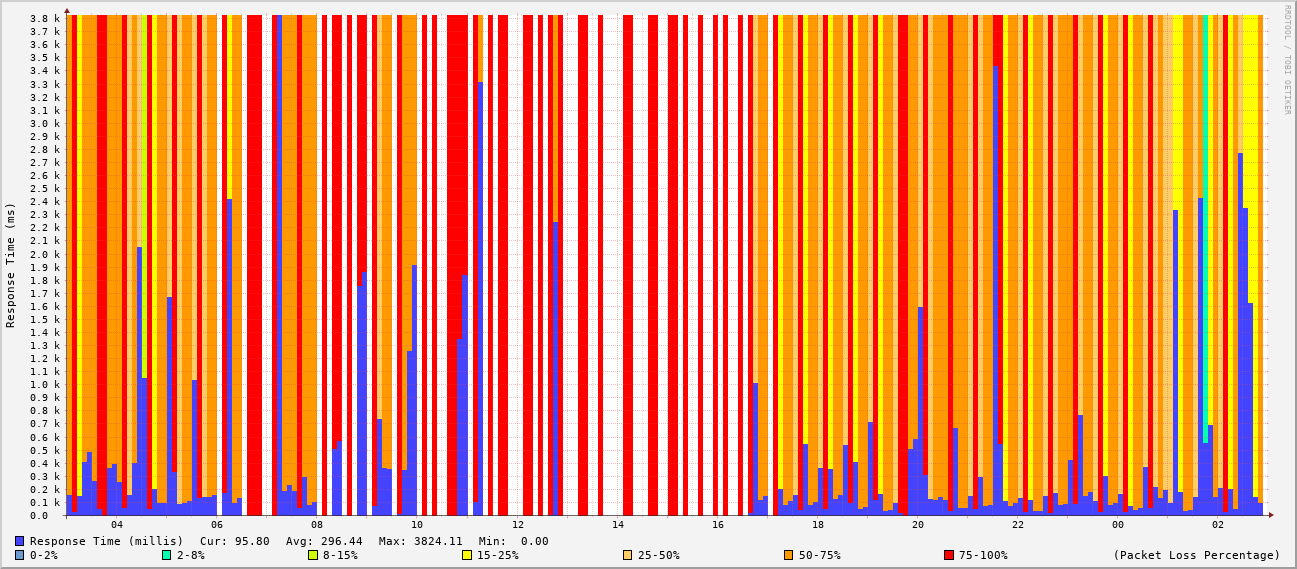 RRDTOOL / TOBI OETIKER
Response Time (ms)
3.8 k
3.7 k
3.6 k
3.5 k
3.4 k
3.2 k
3.1 k
3.0 k
2.9 k
2.8 k
2.7 k
2.6 k
2.5 k
2.4 k
2.3 k
2.2 k
2.1 k
2.0 k
1.9 k
1.8 k
1.7 k
1.6 k
1.5 k
1.4 k
1.3 k
1.2 k
1.1 k
1.0 k
0.9 k
0.8 k
0.7 k
0.6 k
0.5 k
0.4 k
0.3 k
0.2 k
0.1 k
0.0
04 06 08 10 12 14 16 18 20 22 00 02
Response Time (millis) Cur: 95.80 Avg: 296.44 Max: 3824.11 Min: 0.00
0-2% 2-8% 8-15% 15-25% 25-50% 50-75% 75-100% (Packet Loss Percentage)